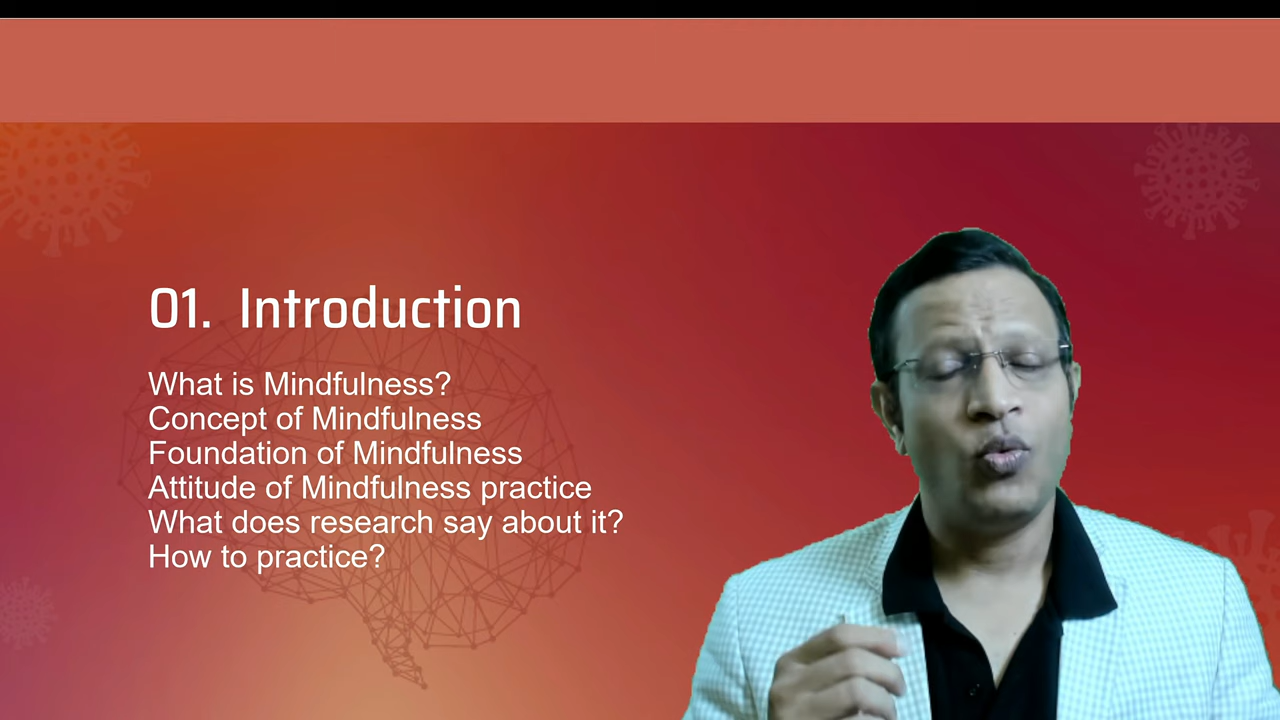 01. Introduction
What is Mindfulness?
Concept of Mindfulness
Foundation of Mindfulness
Attitude of Mindfulness practice
What does research say about it?
How to practice?